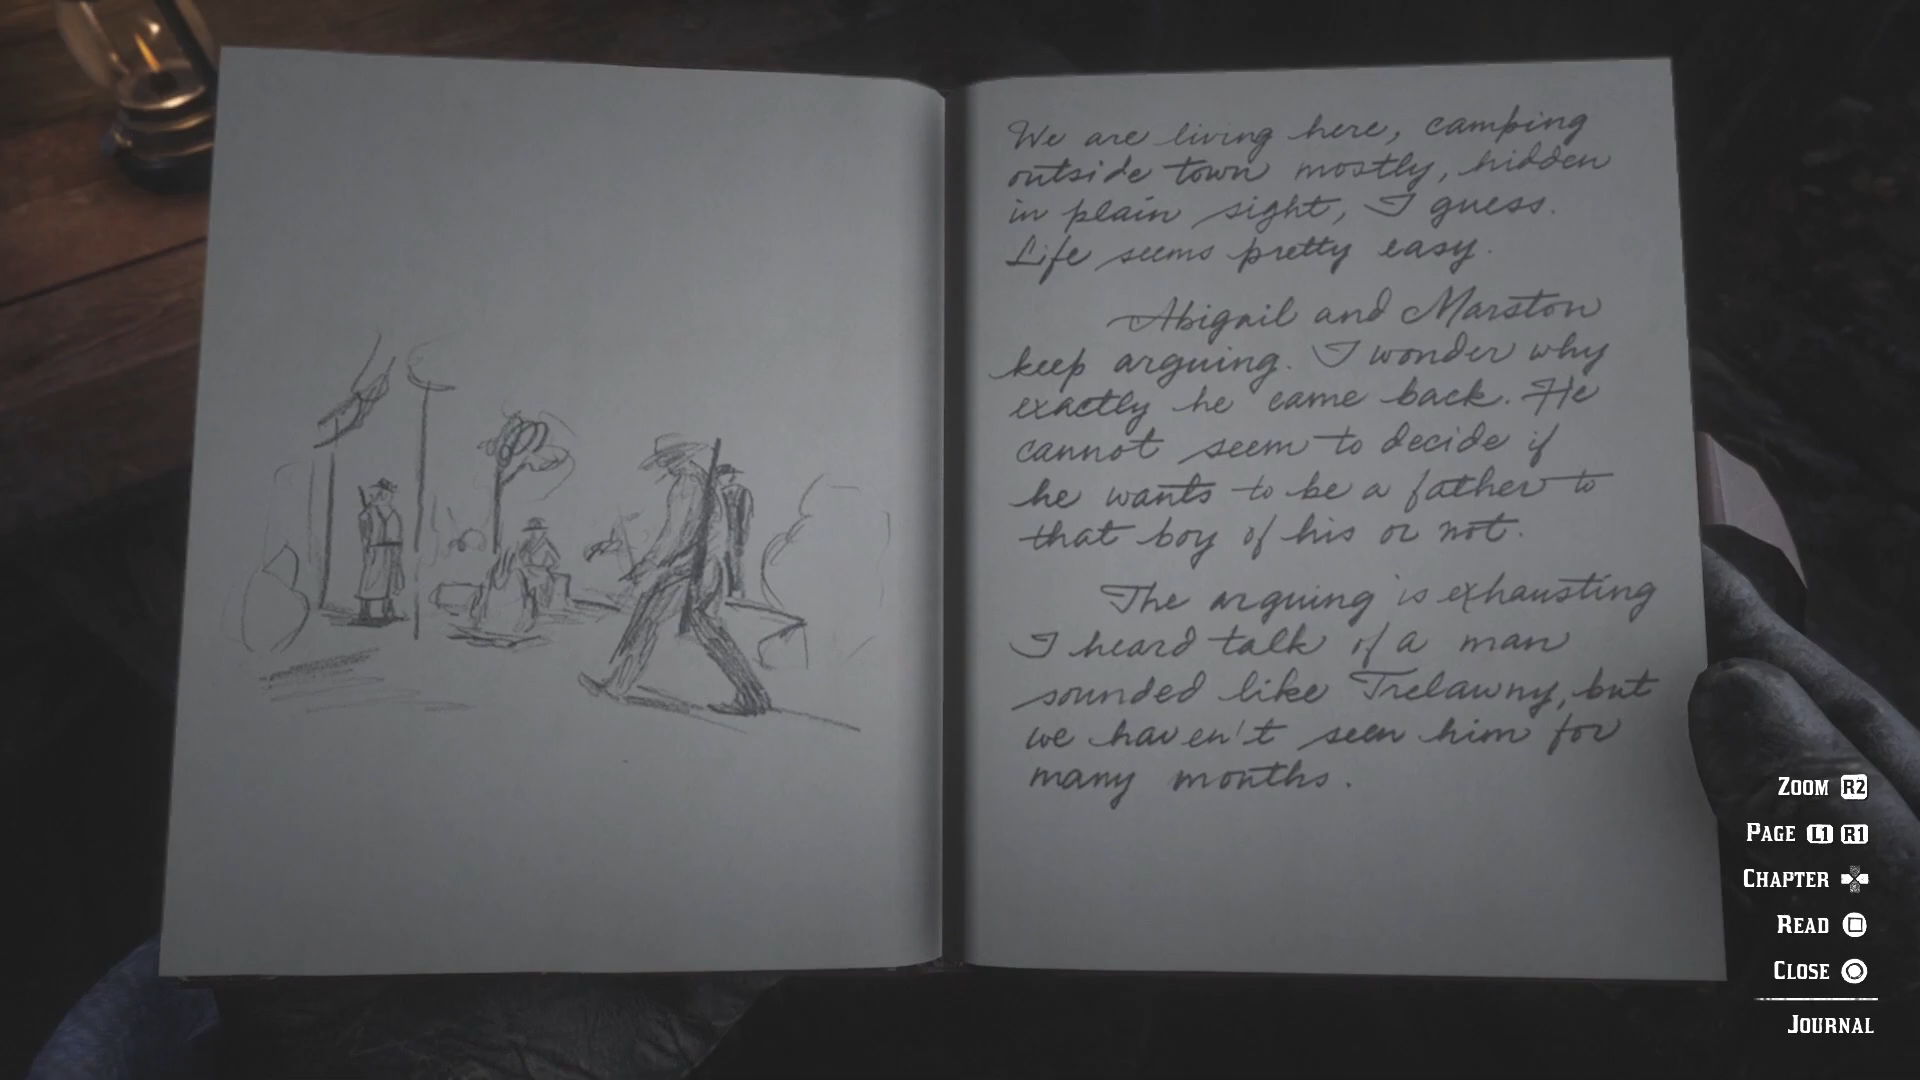 We are living here, camping
outside town mostly, hidden
in plain sight, I guess.
Life seems pretty easy.
Abigail and Marston
keep arguing. I wonder why
exactly he came back. He
cannot seem to decide if
he wants to be a father to
that boy of his or not.
The arguing is exhausting
I heard talk of a man
sounded like Trelawny, but
we haven't seen him for
many months.
ZOOM R2
PAGE L1 R1
CHAPTER
READ
CLOSE
JOURNAL